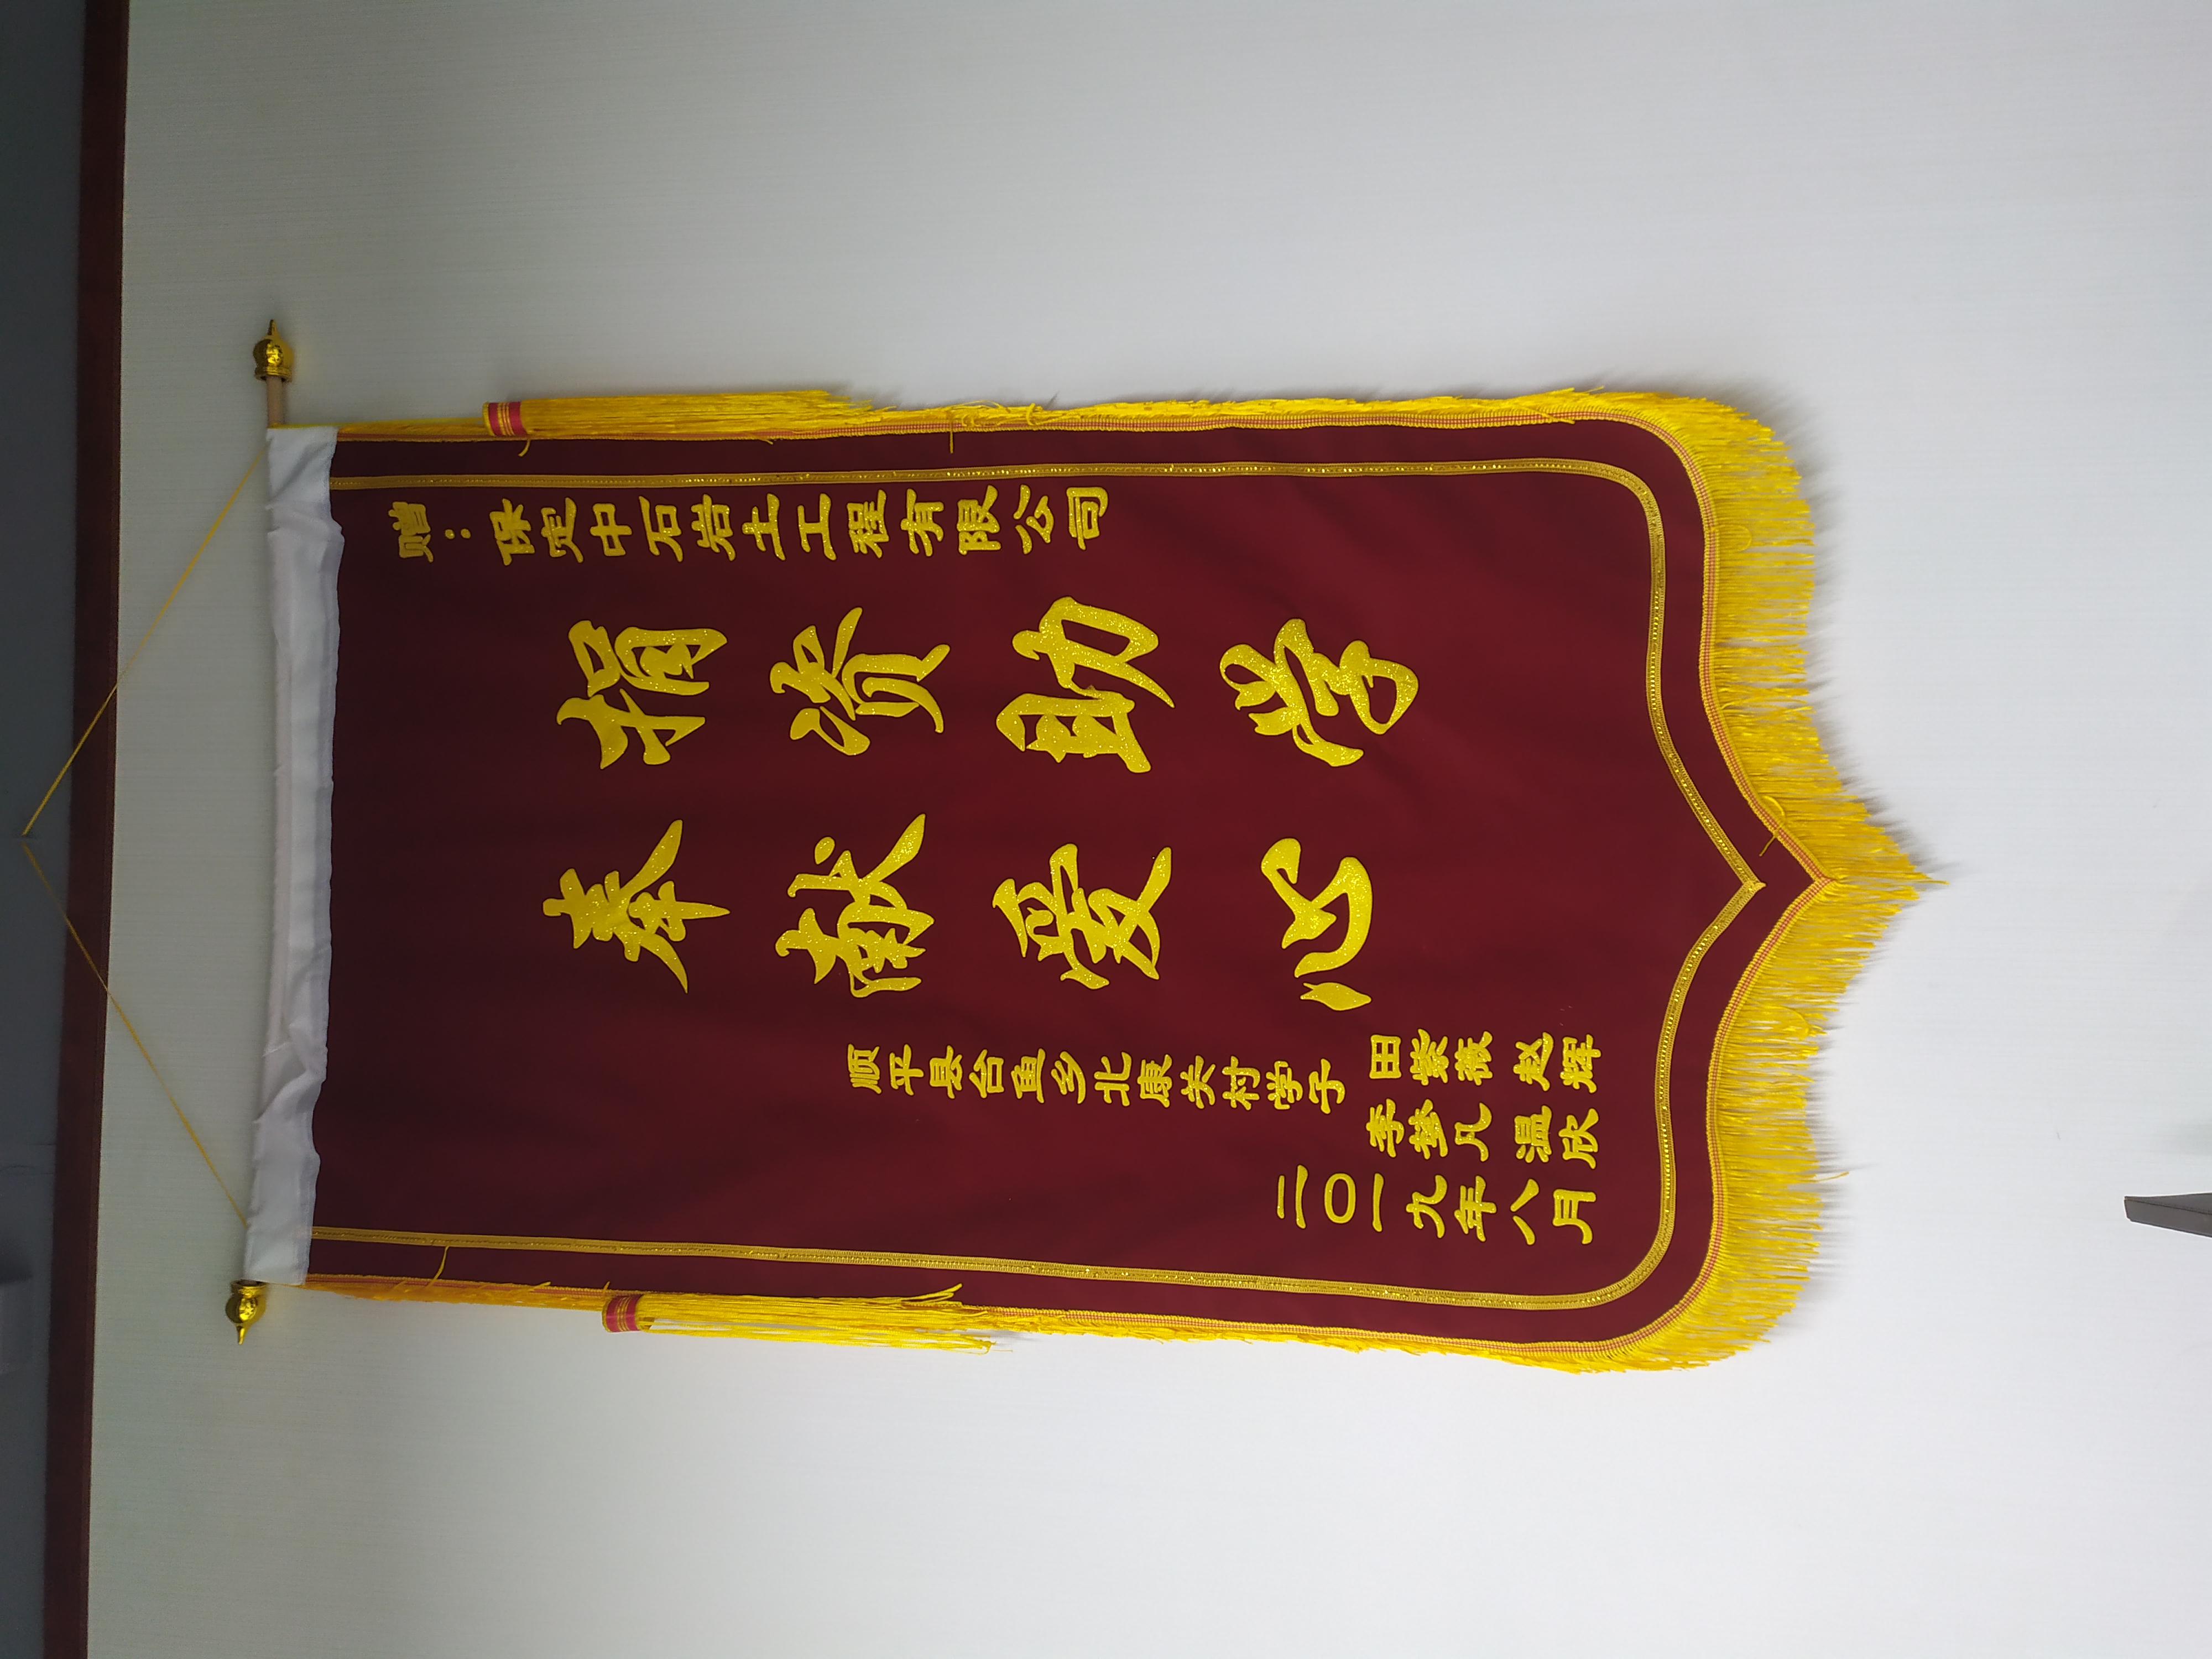 赠：保定中石岩土工程有限公司
捐资助学
奉献爱心
顺平县台鱼乡北康关村学子
田紫薇 赵辉
李梦凡 温欣
二〇一九年八月